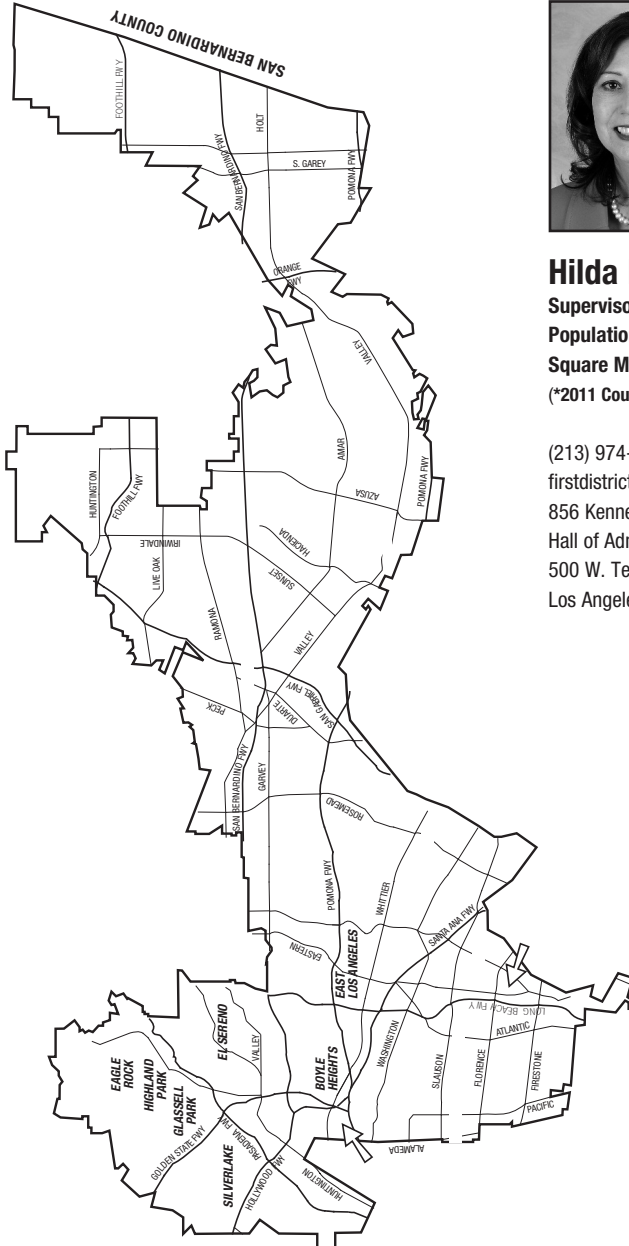 SAN BERNARDINO COUNTY
FOOTHILL FWY
SAN BERNARDINO FWY
HOLT
S. GAREY
POMONA FWY
ORANGE
FWY
VALLEY
AMAR
AZUSA
POMONA FWY
HUNTINGTON
FOOTHILL FWY
IRWINDALE
LIVE OAK
HACIENDA
SUNSET
RAMONA
VALLEY
SAN GABRIEL FWY
PECK
DUARTE
SAN BERNARDINO FWY
GARVEY
ROSEMEAD
POMONA FWY
WHITTIER
SANTA ANA FWY
EASTERN
EAST
LOS ANGELES
EL SERENO
VALLEY
LONG BEACH FWY
ATLANTIC
WASHINGTON
SLAUSON
FLORENCE
FIRESTONE
PACIFIC
ALAMEDA
BOYLE
HEIGHTS
EAGLE
ROCK
HIGHLAND
PARK
GLASSELL
PARK
GOLDEN STATE FWY
PASADENA FWY
SILVERLAKE
HOLLYWOOD FWY
HUNTINGTON
Hilda
Superviso
Populatio
Square M
(*2011 Cou
(213) 974-
firstdistrict
856 Kenne
Hall of Adr
500 W. Te
Los Angele